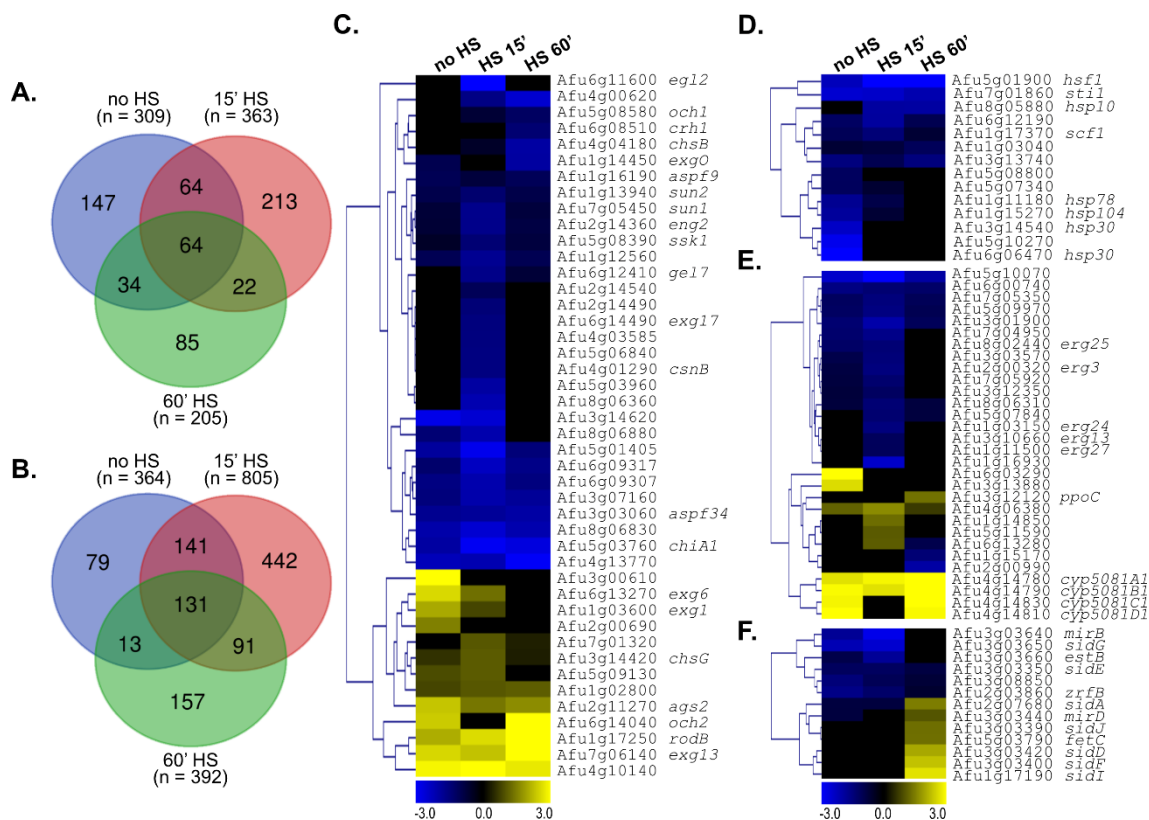 A.
no HS
(n = 309)
15' HS
(n = 363)
147
64
213
64
34
22
85
60' HS
(n = 205)
B.
no HS
(n = 364)
15' HS
(n = 805)
79
141
442
131
13
91
157
60' HS
(n = 392)
C.
no HS HS 15' HS 60'
Afu6g11600 egl2
Afu4g00620
Afu5g08580 och1
Afu6g08510 crh1
Afu4g04180 chsB
Afu1g14450 exgO
Afu1g16190 aspf9
Afu1g13940 sun2
Afu7g05450 sun1
Afu2g14360 eng2
Afu5g08390 ssk1
Afu1g12560
Afu6g12410 gel7
Afu2g14540
Afu2g14490
Afu6g14490 exg17
Afu4g03585
Afu5g06840
Afu4g01290 csnB
Afu5g03960
Afu8g06360
Afu3g14620
Afu8g06880
Afu5g01405
Afu6g09317
Afu6g09307
Afu3g07160
Afu3g03060 aspf34
Afu8g06830
Afu5g03760 chiA1
Afu4g13770
Afu3g00610
Afu6g13270 exg6
Afu1g03600 exg1
Afu2g00690
Afu7g01320
Afu3g14420 chsG
Afu5g09130
Afu1g02800
Afu2g11270 ags2
Afu6g14040 och2
Afu1g17250 rodB
Afu7g06140 exg13
Afu4g10140
-3.0 0.0 3.0
D.
no HS HS 15' HS 60'
Afu5g01900 hsf1
Afu7g01860 sti1
Afu8g05880 hsp10
Afu6g12190
Afu1g17370 scf1
Afu1g03040
Afu3g13740
Afu5g08800
Afu5g07340
Afu1g11180 hsp78
Afu1g15270 hsp104
Afu3g14540 hsp30
Afu5g10270
Afu6g06470 hsp30
E.
Afu5g10070
Afu6g00740
Afu7g05350
Afu5g09970
Afu3g01900
Afu7g04950
Afu8g02440 erg25
Afu3g03570
Afu2g00320 erg3
Afu7g05920
Afu3g12350
Afu8g06310
Afu5g07840
Afu1g03150 erg24
Afu3g10660 erg13
Afu1g11500 erg27
Afu1g16930
Afu6g03290
Afu3g13880
Afu3g12120 ppoC
Afu4g06380
Afu1g14850
Afu5g11590
Afu6g13280
Afu1g15170
Afu2g00990
Afu4g14780 cyp5081A1
Afu4g14790 cyp5081B1
Afu4g14830 cyp5081C1
Afu4g14810 cyp5081D1
F.
Afu3g03640 mirB
Afu3g03650 sidG
Afu3g03660 estB
Afu3g03350 sidE
Afu3g08850
Afu2g03860 zrfB
Afu2g07680 sidA
Afu3g03440 mirD
Afu3g03390 sidJ
Afu5g03790 fetC
Afu3g03420 sidD
Afu3g03400 sidF
Afu1g17190 sidI
-3.0 0.0 3.0